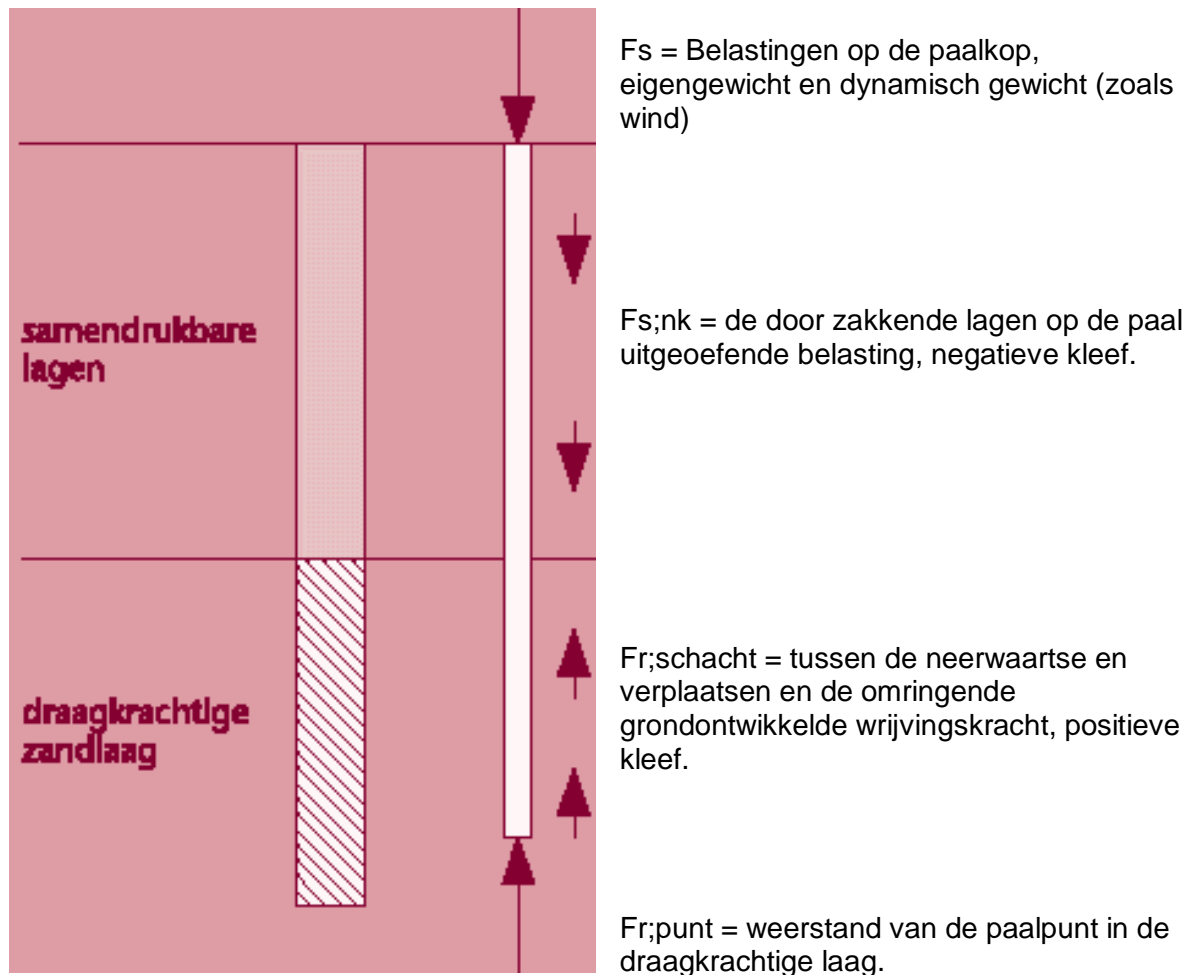 Fs = Belastingen op de paalkop,
eigengewicht en dynamisch gewicht (zoals
wind)
samendrukbare
lagen
Fs;nk = de door zakkende lagen op de paal
uitgeoefende belasting, negatieve kleef.
draagkrachtige
zandlaag
Fr;schacht = tussen de neerwaartse en
verplaatsen en de omringende
grondontwikkelde wrijvingskracht, positieve
kleef.
Fr;punt = weerstand van de paalpunt in de
draagkrachtige laag.